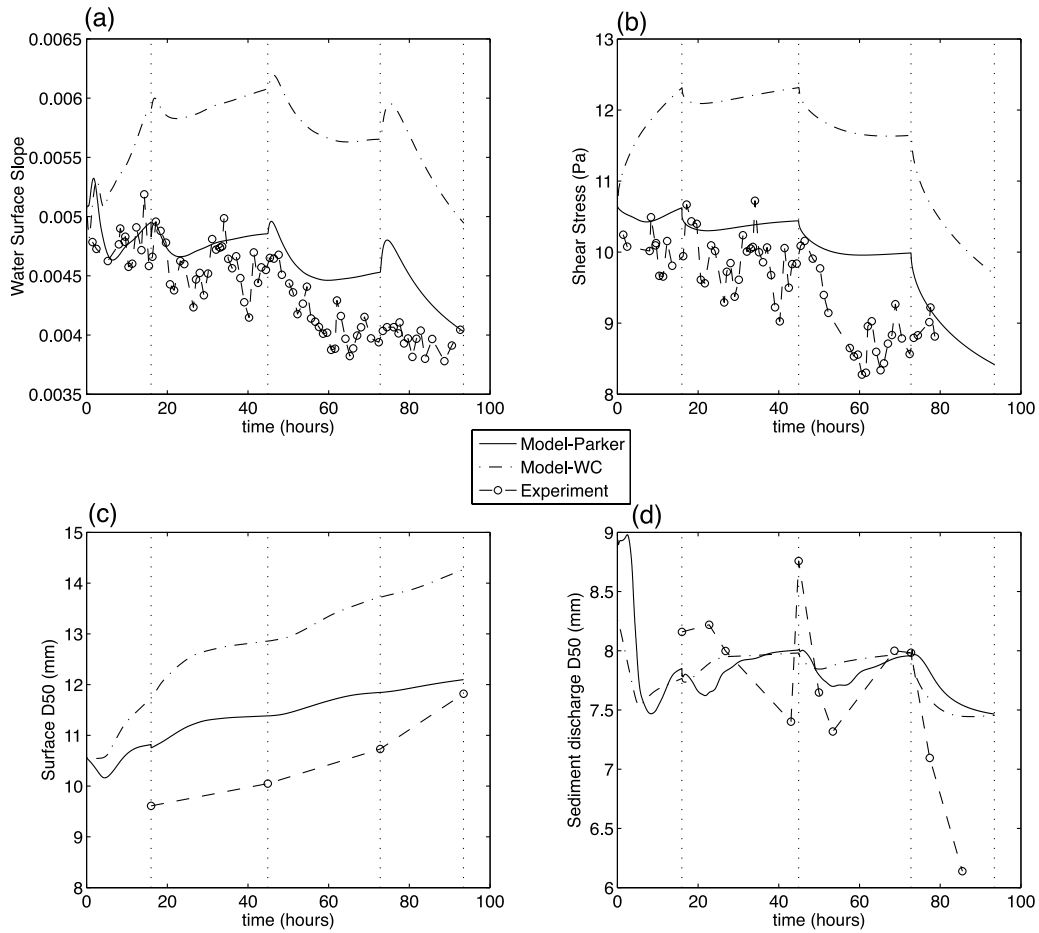 (a)
0.0065
0.006
0.0055
0.005
0.0045
0.004
0.0035
Water Surface Slope
0 20 40 60 80 100
time (hours)
(b)
13
12
11
10
9
8
Shear Stress (Pa)
0 20 40 60 80 100
time (hours)
Model-Parker
Model-WC
Experiment
(c)
15
14
13
12
11
10
9
8
Surface D50 (mm)
0 20 40 60 80 100
time (hours)
(d)
9
8.5
8
7.5
7
6.5
6
Sediment discharge D50 (mm)
0 20 40 60 80 100
time (hours)